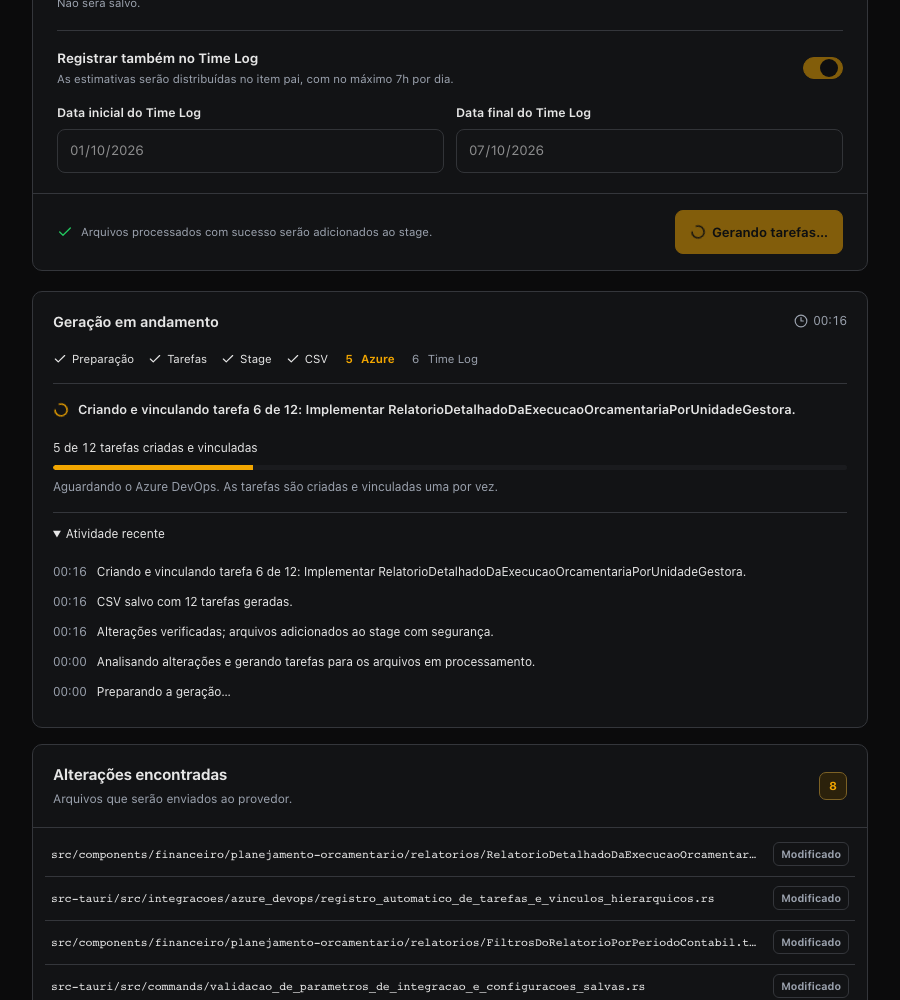 Não será salvo.
Registrar também no Time Log
As estimativas serão distribuídas no item pai, com no máximo 7h por dia.
Data inicial do Time Log
Data final do Time Log
01/10/2026
07/10/2026
Arquivos processados com sucesso serão adicionados ao stage.
Gerando tarefas...
Geração em andamento
00:16
Preparação
Tarefas
Stage
CSV
5 Azure
6 Time Log
Criando e vinculando tarefa 6 de 12: Implementar RelatorioDetalhadoDaExecucaoOrcamentariaPorUnidadeGestora.
5 de 12 tarefas criadas e vinculadas
Aguardando o Azure DevOps. As tarefas são criadas e vinculadas uma por vez.
▼ Atividade recente
00:16 Criando e vinculando tarefa 6 de 12: Implementar RelatorioDetalhadoDaExecucaoOrcamentariaPorUnidadeGestora.
00:16 CSV salvo com 12 tarefas geradas.
00:16 Alterações verificadas; arquivos adicionados ao stage com segurança.
00:00 Analisando alterações e gerando tarefas para os arquivos em processamento.
00:00 Preparando a geração...
Alterações encontradas
Arquivos que serão enviados ao provedor.
8
src/components/financeiro/planejamento-orcamentario/relatorios/RelatorioDetalhadoDaExecucaoOrcamentar…
Modificado
src-tauri/src/integracoes/azure_devops/registro_automatico_de_tarefas_e_vinculos_hierarquicos.rs
Modificado
src/components/financeiro/planejamento-orcamentario/relatorios/FiltrosDoRelatorioPorPeriodoContabil.t…
Modificado
src-tauri/src/commands/validacao_de_parametros_de_integracao_e_configuracoes_salvas.rs
Modificado